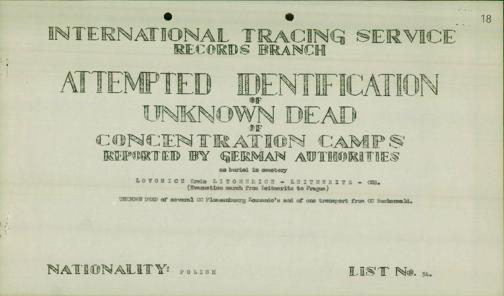 18
INTERNATIONAL TRACING SERVICE
RECORDS BRANCH
ATTEMPTED IDENTIFICATION
OF
UNKNOWN DEAD
OF
CONCENTRATION CAMPS
REPORTED BY GERMAN AUTHORITIES
as buried in cemetery
LOVOSICH Kreis LITOMERICH - LEITMERITZ - CSR.
(Evacuation march from Leitmeritz to Prague)
UNKNOWN DEAD of several CC Flossenbuerg Kommando's and of one transport from CC Buchenwald.
NATIONALITY: POLISH
LIST No. 54.